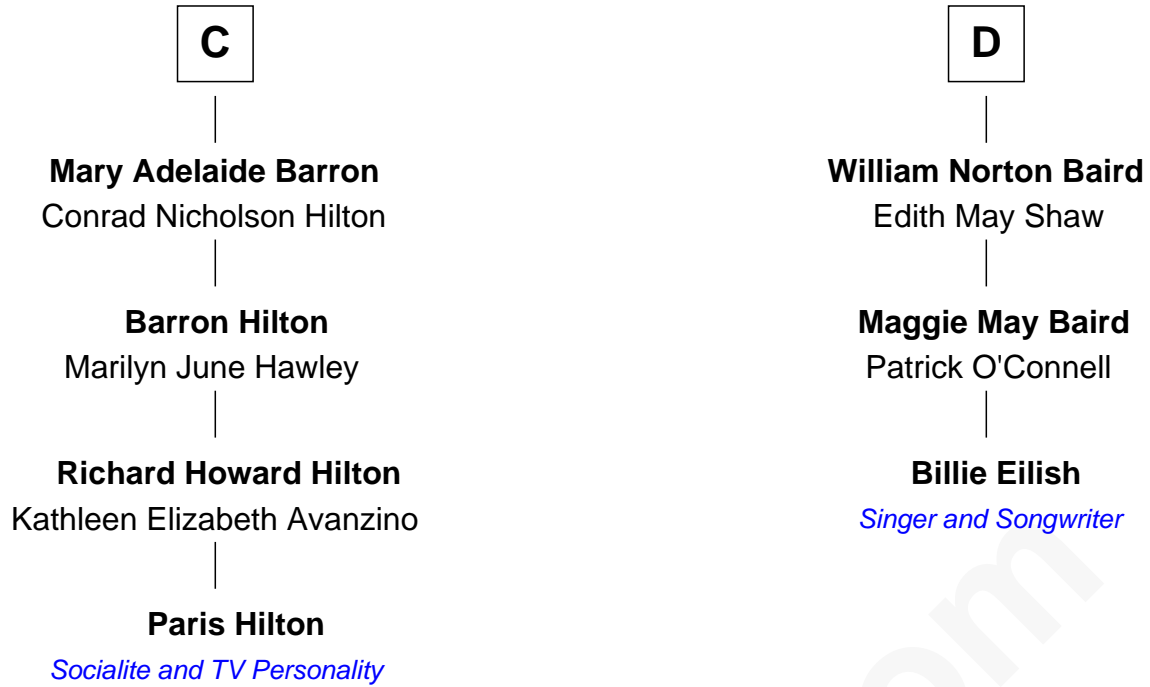 C
Mary Adelaide Barron
Conrad Nicholson Hilton
Barron Hilton
Marilyn June Hawley
Richard Howard Hilton
Kathleen Elizabeth Avanzino
Paris Hilton
Socialite and TV Personality
D
William Norton Baird
Edith May Shaw
Maggie May Baird
Patrick O'Connell
Billie Eilish
Singer and Songwriter